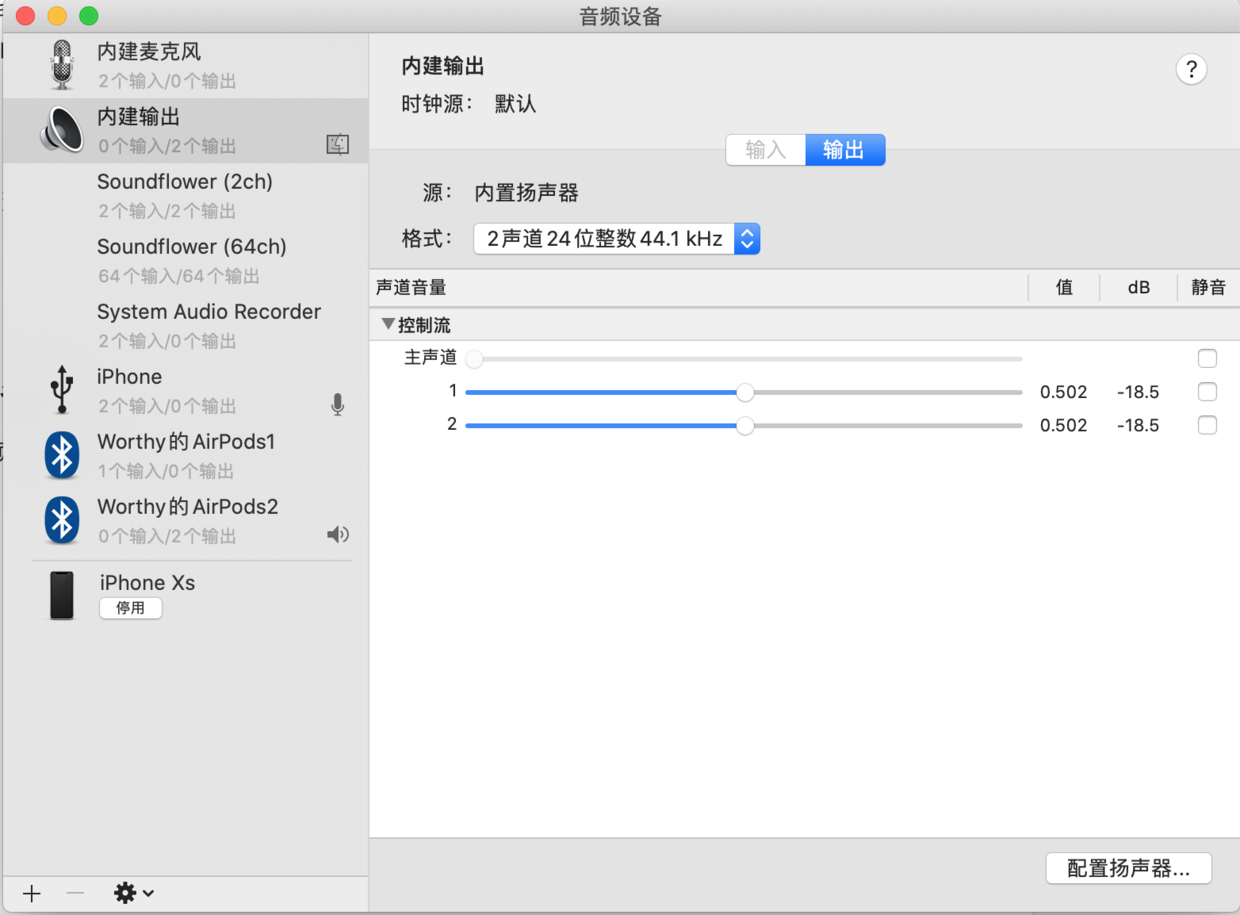 音频设备
内建麦克风
2个输入/0个输出
内建输出
0个输入/2个输出
Soundflower (2ch)
2个输入/2个输出
Soundflower (64ch)
64个输入/64个输出
System Audio Recorder
2个输入/0个输出
iPhone
2个输入/0个输出
Worthy的AirPods1
1个输入/0个输出
Worthy的AirPods2
0个输入/2个输出
iPhone Xs
停用
内建输出
?
时钟源： 默认
输入 输出
源： 内置扬声器
格式： 2声道24位整数44.1 kHz
声道音量 值 dB 静音
控制流
主声道
1 0.502 -18.5
2 0.502 -18.5
配置扬声器...